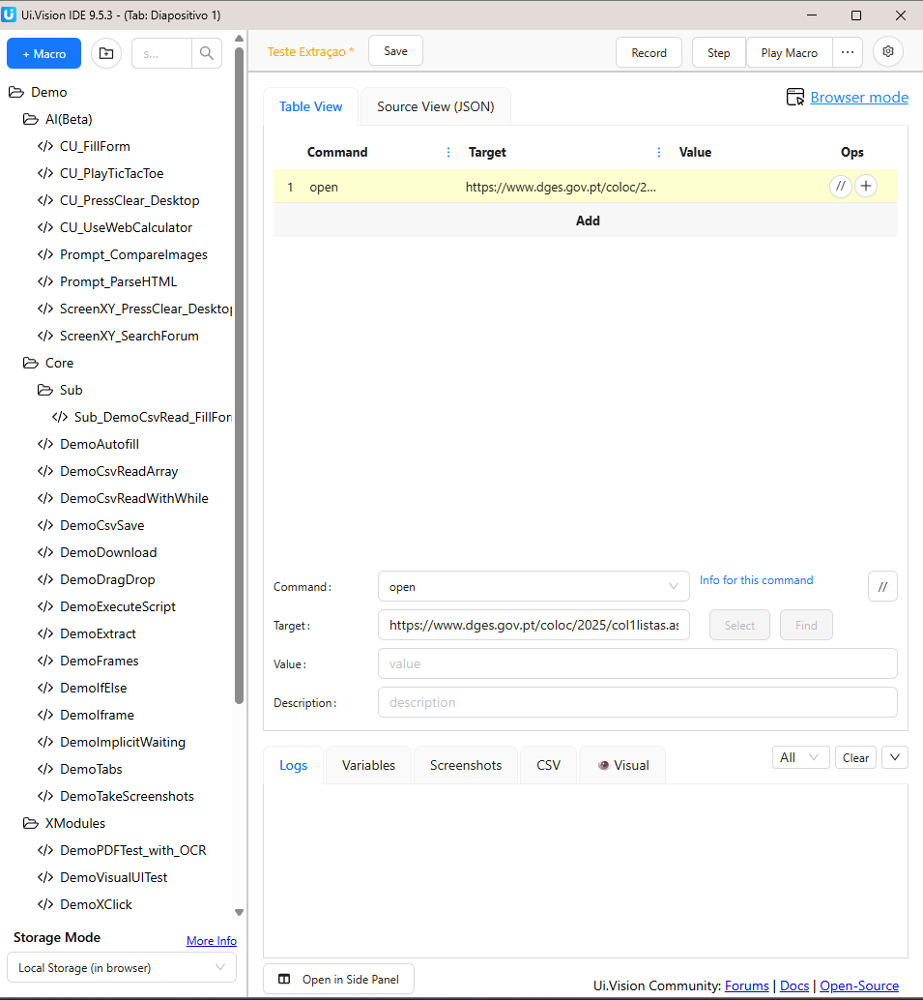 Ui.Vision IDE 9.5.3 - (Tab: Diapositivo 1)
+ Macro
s...
Teste Extraçao *
Save
Record
Step
Play Macro
Demo
AI(Beta)
CU_FillForm
CU_PlayTicTacToe
CU_PressClear_Desktop
CU_UseWebCalculator
Prompt_CompareImages
Prompt_ParseHTML
ScreenXY_PressClear_Desktop
ScreenXY_SearchForum
Core
Sub
Sub_DemoCsvRead_FillForm
DemoAutofill
DemoCsvReadArray
DemoCsvReadWithWhile
DemoCsvSave
DemoDownload
DemoDragDrop
DemoExecuteScript
DemoExtract
DemoFrames
DemoIfElse
DemoIframe
DemoImplicitWaiting
DemoTabs
DemoTakeScreenshots
XModules
DemoPDFTest_with_OCR
DemoVisualUITest
DemoXClick
Storage Mode
More Info
Local Storage (in browser)
Table View
Source View (JSON)
Browser mode
Command Target Value Ops
1 open https://www.dges.gov.pt/coloc/2... // +
Add
Command: open Info for this command //
Target: https://www.dges.gov.pt/coloc/2025/col1listas.as Select Find
Value: value
Description: description
Logs Variables Screenshots CSV Visual All Clear
Open in Side Panel
Ui.Vision Community: Forums | Docs | Open-Source